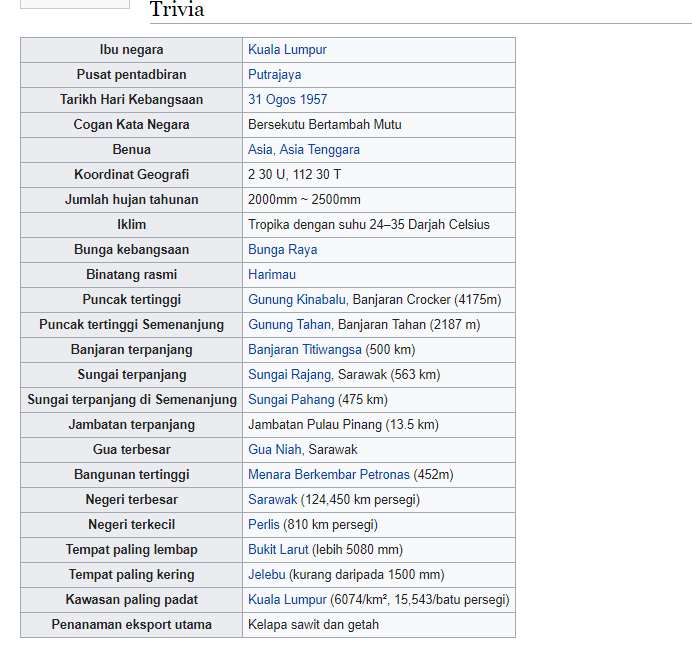 Trivia
Ibu negara Kuala Lumpur
Pusat pentadbiran Putrajaya
Tarikh Hari Kebangsaan 31 Ogos 1957
Cogan Kata Negara Bersekutu Bertambah Mutu
Benua Asia, Asia Tenggara
Koordinat Geografi 2 30 U, 112 30 T
Jumlah hujan tahunan 2000mm ~ 2500mm
Iklim Tropika dengan suhu 24–35 Darjah Celsius
Bunga kebangsaan Bunga Raya
Binatang rasmi Harimau
Puncak tertinggi Gunung Kinabalu, Banjaran Crocker (4175m)
Puncak tertinggi Semenanjung Gunung Tahan, Banjaran Tahan (2187 m)
Banjaran terpanjang Banjaran Titiwangsa (500 km)
Sungai terpanjang Sungai Rajang, Sarawak (563 km)
Sungai terpanjang di Semenanjung Sungai Pahang (475 km)
Jambatan terpanjang Jambatan Pulau Pinang (13.5 km)
Gua terbesar Gua Niah, Sarawak
Bangunan tertinggi Menara Berkembar Petronas (452m)
Negeri terbesar Sarawak (124,450 km persegi)
Negeri terkecil Perlis (810 km persegi)
Tempat paling lembap Bukit Larut (lebih 5080 mm)
Tempat paling kering Jelebu (kurang daripada 1500 mm)
Kawasan paling padat Kuala Lumpur (6074/km², 15,543/batu persegi)
Penanaman eksport utama Kelapa sawit dan getah